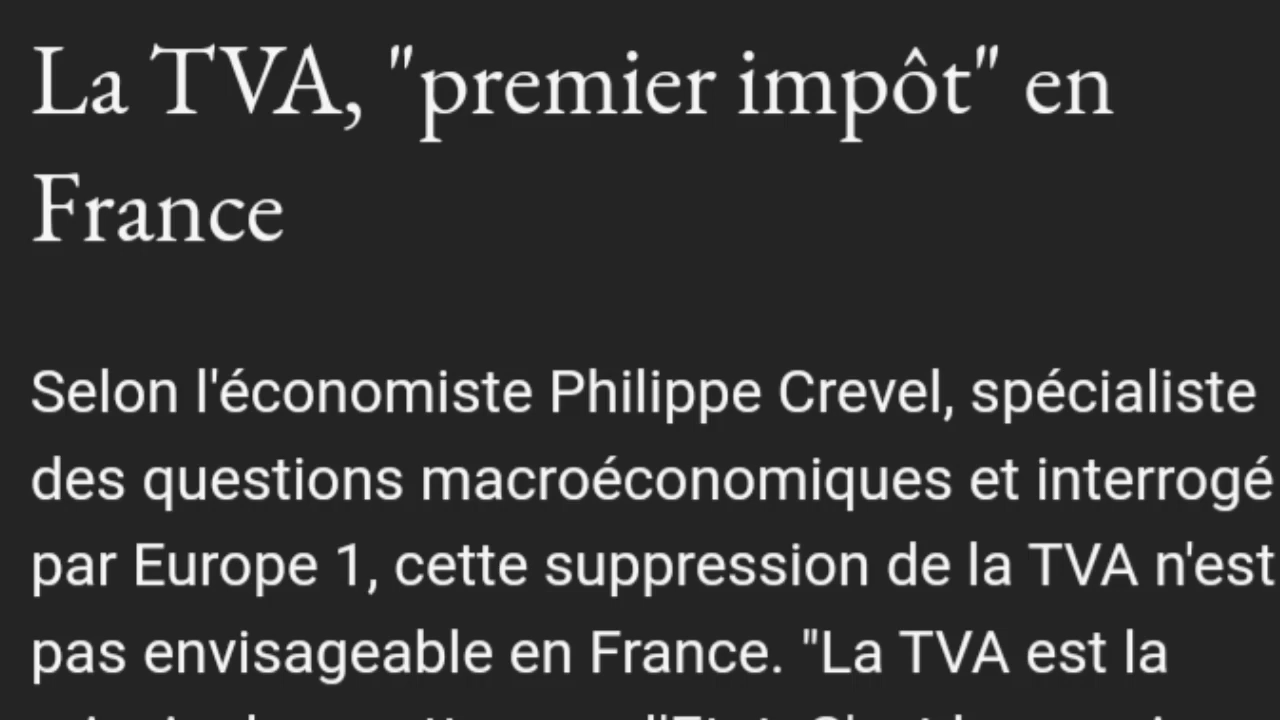 La TVA, "premier impôt" en
France
Selon l'économiste Philippe Crevel, spécialiste
des questions macroéconomiques et interrogé
par Europe 1, cette suppression de la TVA n'est
pas envisageable en France. "La TVA est la